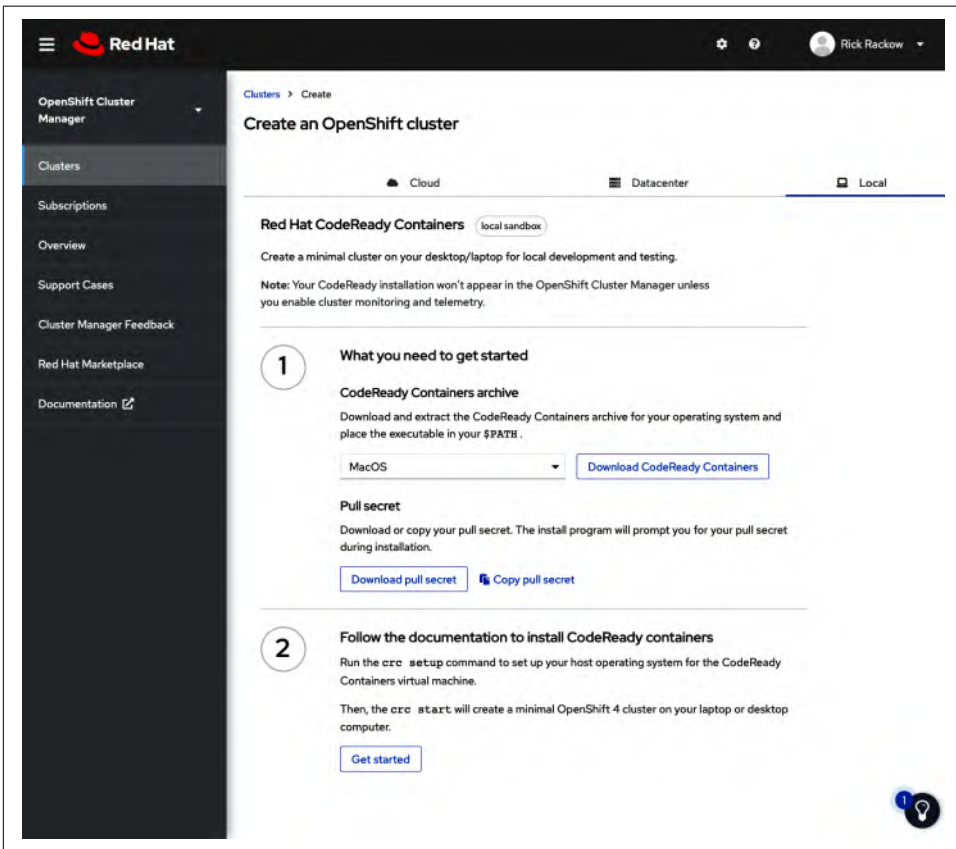 Red Hat
Rick Rackow
OpenShift Cluster
Manager
Clusters
Subscriptions
Overview
Support Cases
Cluster Manager Feedback
Red Hat Marketplace
Documentation
Clusters > Create
Create an OpenShift cluster
Cloud
Datacenter
Local
Red Hat CodeReady Containers local sandbox
Create a minimal cluster on your desktop/laptop for local development and testing.
Note: Your CodeReady installation won't appear in the OpenShift Cluster Manager unless
you enable cluster monitoring and telemetry.
1
What you need to get started
CodeReady Containers archive
Download and extract the CodeReady Containers archive for your operating system and
place the executable in your $PATH.
MacOS
Download CodeReady Containers
Pull secret
Download or copy your pull secret. The install program will prompt you for your pull secret
during installation.
Download pull secret
Copy pull secret
2
Follow the documentation to install CodeReady containers
Run the crc setup command to set up your host operating system for the CodeReady
Containers virtual machine.
Then, the crc start will create a minimal OpenShift 4 cluster on your laptop or desktop
computer.
Get started
1